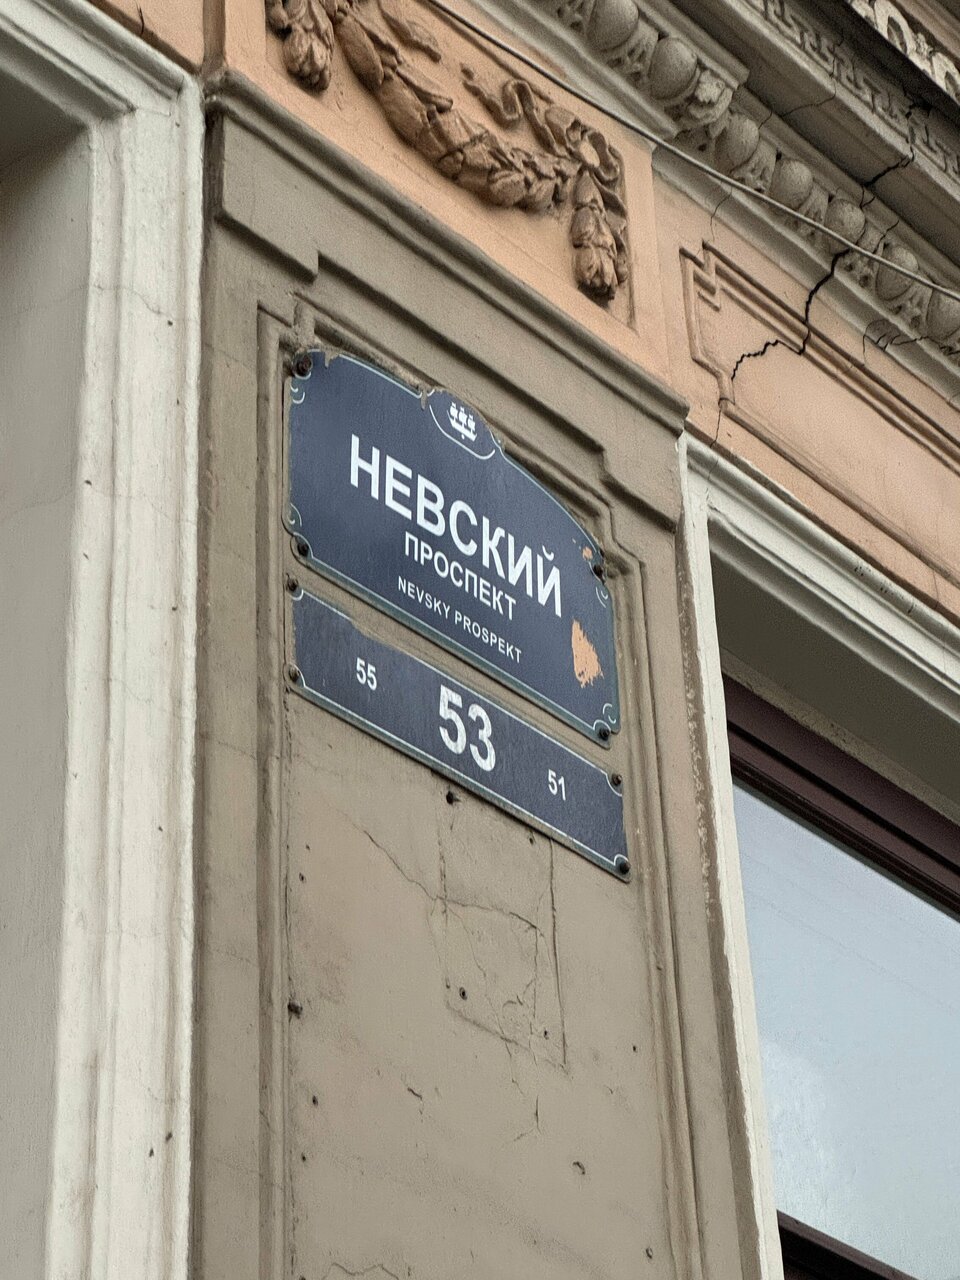 НЕВСКИЙ
ПРОСПЕКТ
NEVSKY PROSPEKT
55 53 51